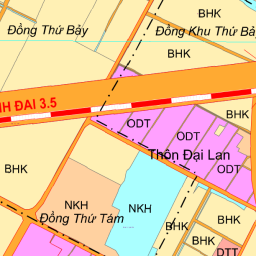 BHK
Đồng Thứ Bảy
Đồng Khu Thứ Bả
BHK
BHK
NH ĐAI 3.5
BHK
ODT
ODT
Thôn Đại Lan
BHK
ODT
ODT
NKH
NKH
BHK
Đồng Thứ Tám
BHK
BHK
DTT